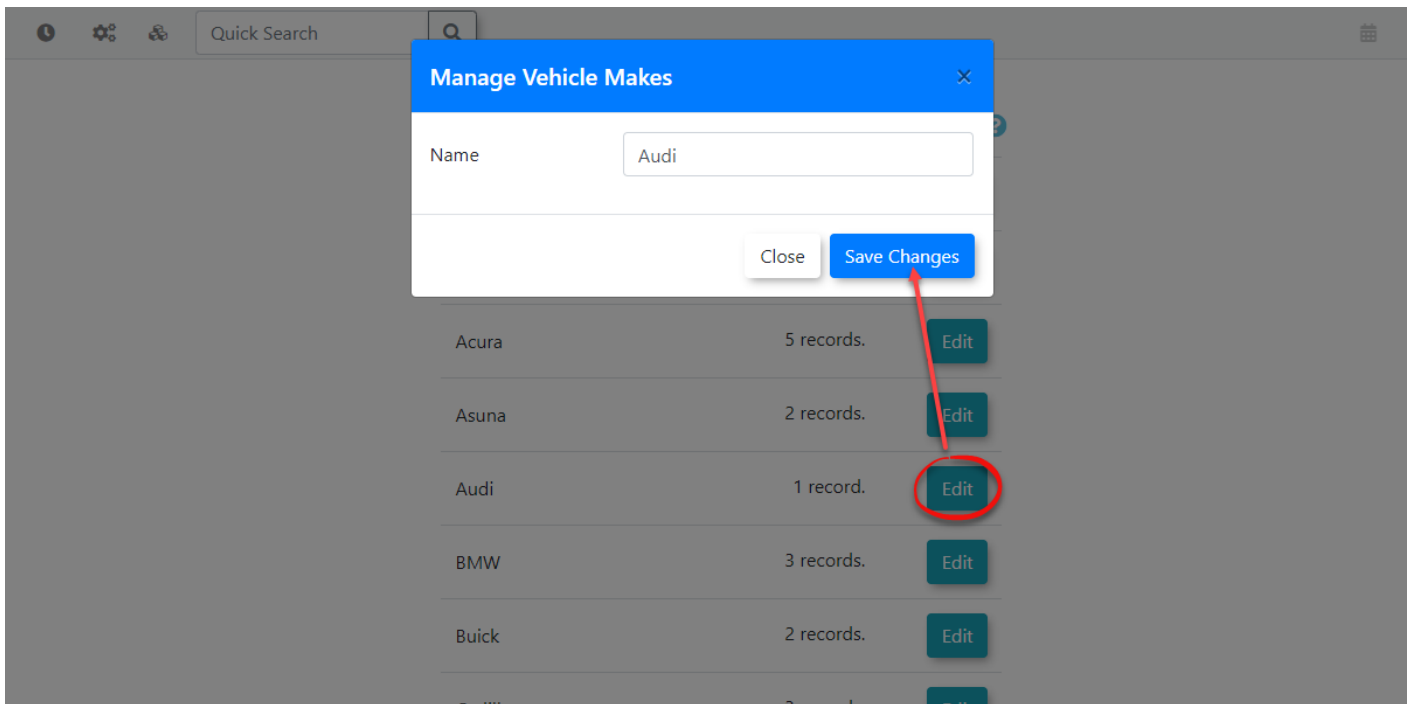 Quick Search
Manage Vehicle Makes ×
Name Audi
Close Save Changes
Acura 5 records. Edit
Asuna 2 records. Edit
Audi 1 record. Edit
BMW 3 records. Edit
Buick 2 records. Edit